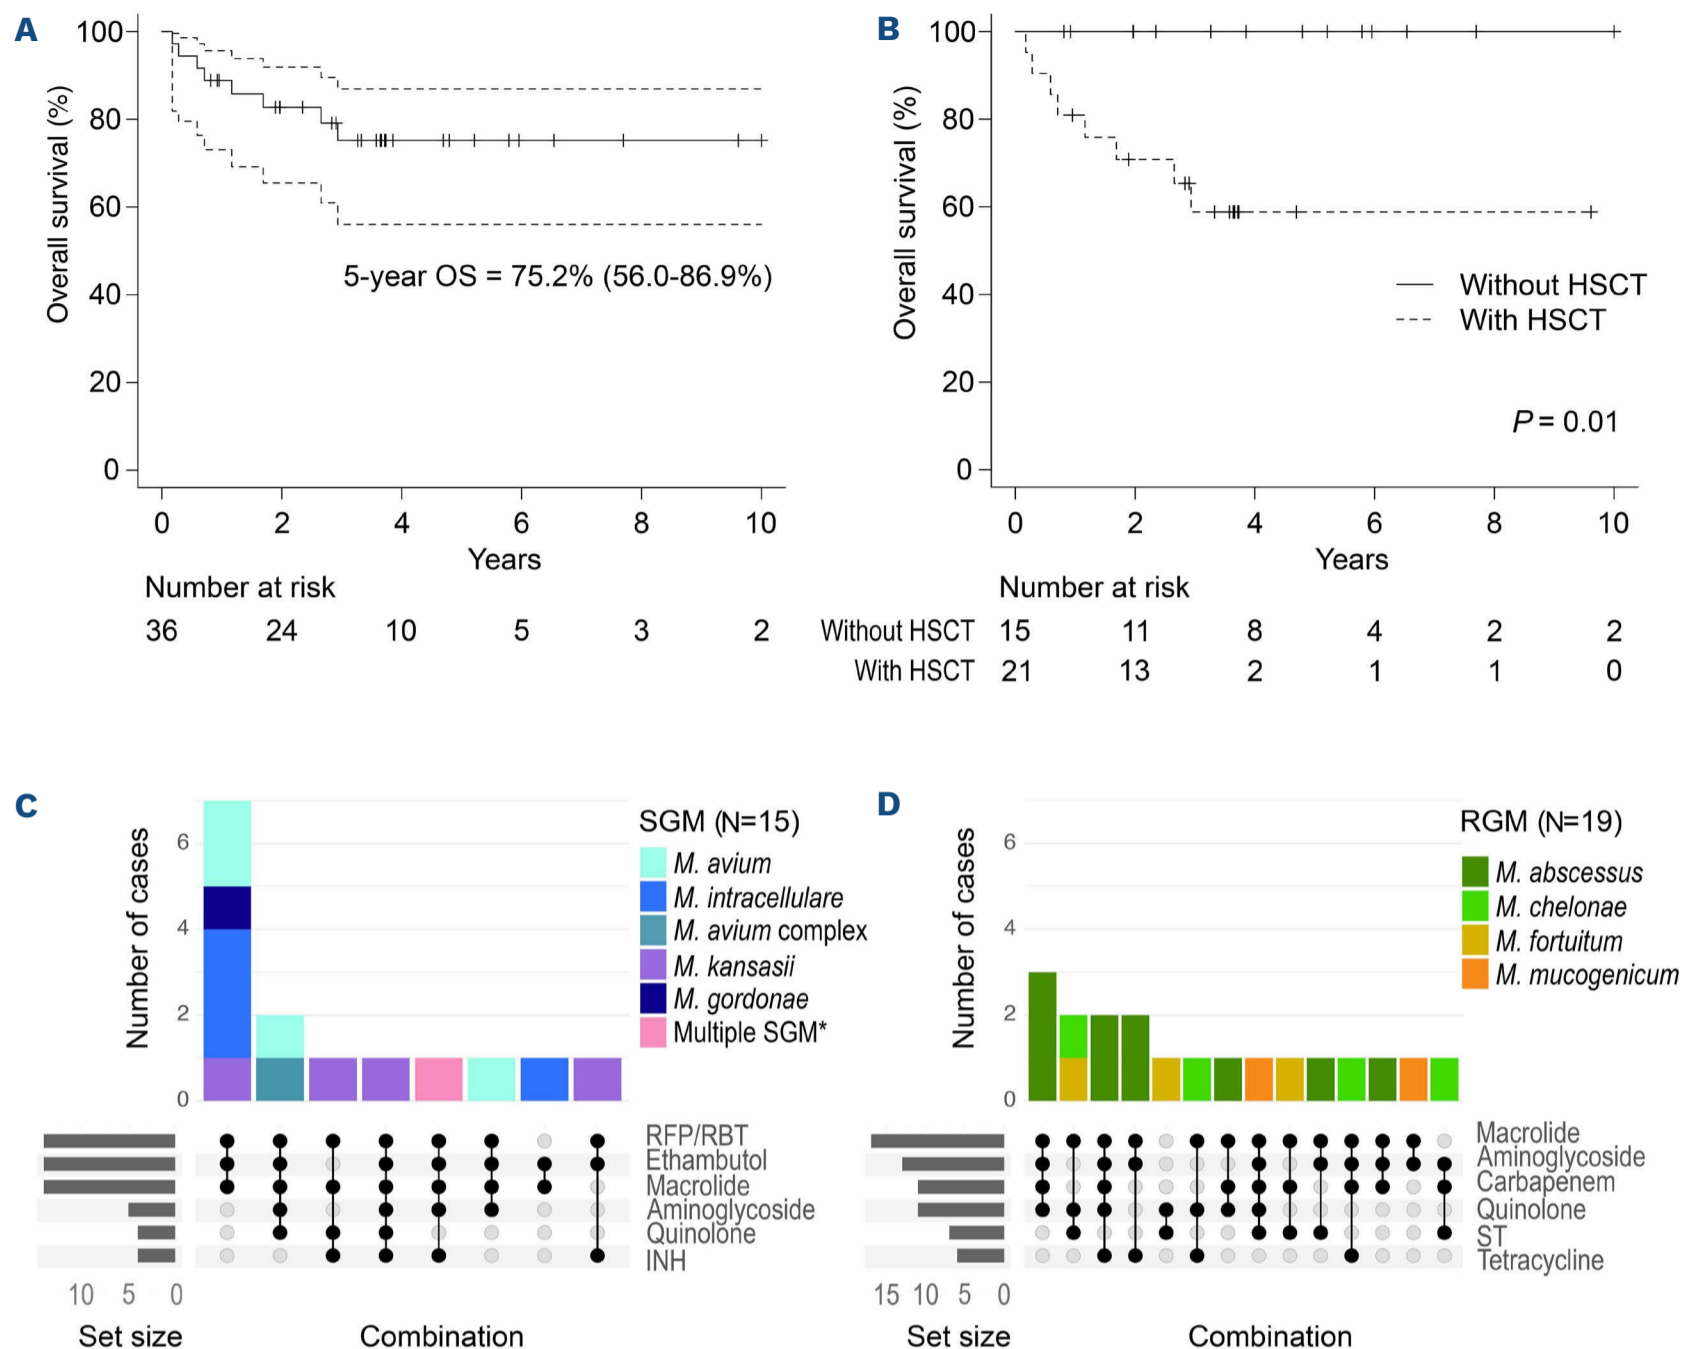 A
100
80
60
40
20
0
Overall survival (%)
5-year OS = 75.2% (56.0-86.9%)
0 2 4 6 8 10
Years
Number at risk
36 24 10 5 3 2
B
100
80
60
40
20
0
Overall survival (%)
Without HSCT
With HSCT
P = 0.01
0 2 4 6 8 10
Years
Number at risk
Without HSCT 15 11 8 4 2 2
With HSCT 21 13 2 1 1 0
C
Number of cases
6
4
2
0
SGM (N=15)
M. avium
M. intracellulare
M. avium complex
M. kansasii
M. gordonae
Multiple SGM*
RFP/RBT
Ethambutol
Macrolide
Aminoglycoside
Quinolone
INH
10 5 0
Set size
Combination
D
Number of cases
6
4
2
0
RGM (N=19)
M. abscessus
M. chelonae
M. fortuitum
M. mucogenicum
Macrolide
Aminoglycoside
Carbapenem
Quinolone
ST
Tetracycline
15 10 5 0
Set size
Combination